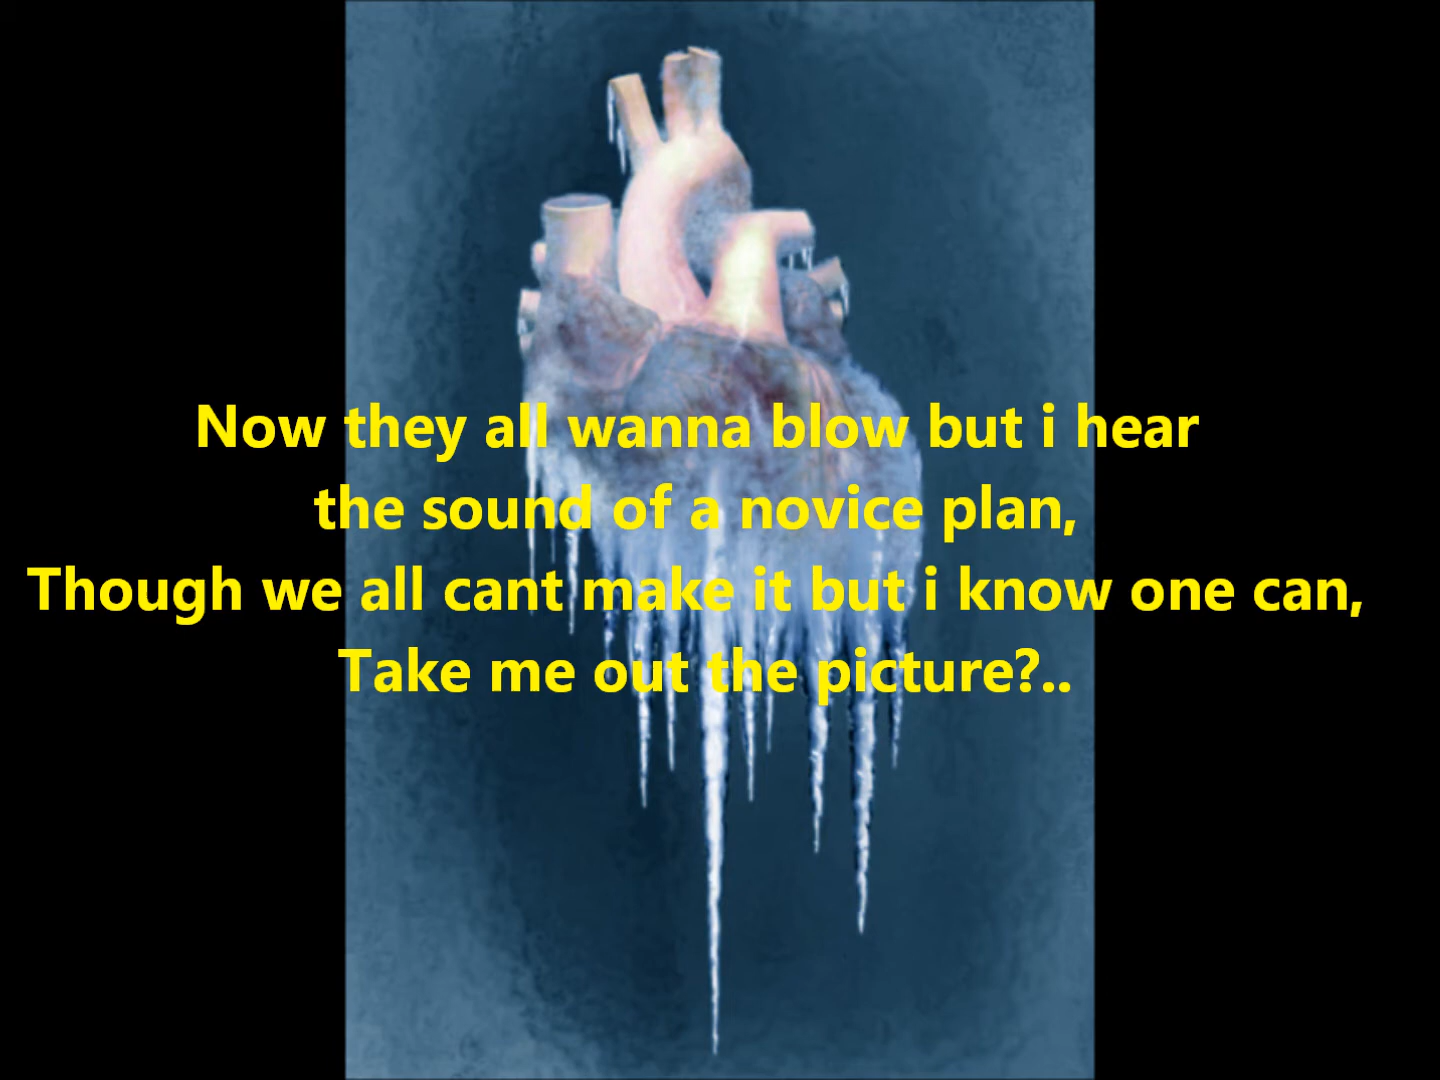 Now they all wanna blow but i hear
the sound of a novice plan,
Though we all cant make it but i know one can,
Take me out the picture?..